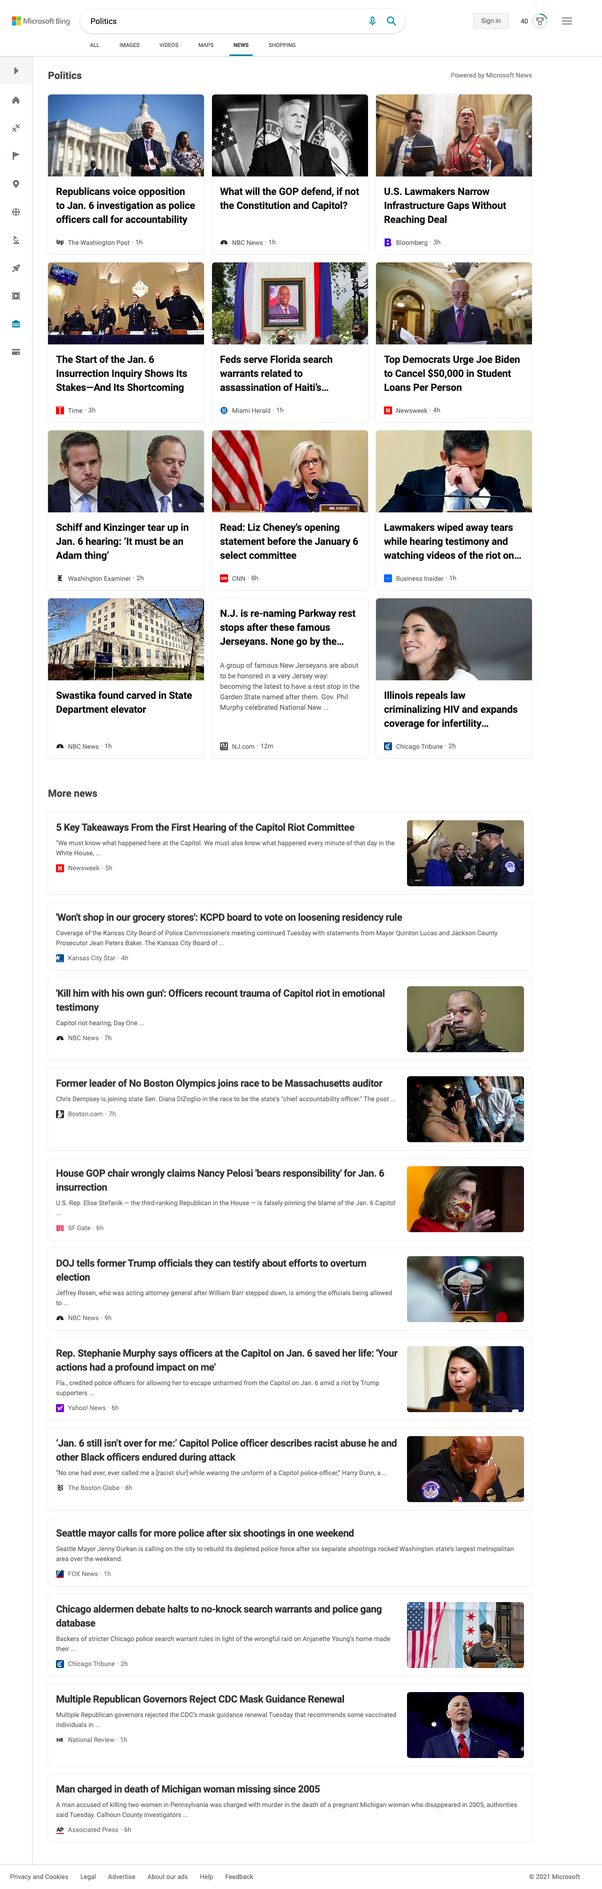 Microsoft Bing
Politics
Sign in
40
ALL
IMAGES
VIDEOS
MAPS
NEWS
SHOPPING
Politics
Powered by Microsoft News
Republicans voice opposition
to Jan. 6 investigation as police
officers call for accountability
The Washington Post · 1h
What will the GOP defend, if not
the Constitution and Capitol?
NBC News · 1h
U.S. Lawmakers Narrow
Infrastructure Gaps Without
Reaching Deal
Bloomberg · 3h
The Start of the Jan. 6
Insurrection Inquiry Shows Its
Stakes—And Its Shortcoming
Time · 3h
Feds serve Florida search
warrants related to
assassination of Haiti's…
Miami Herald · 1h
Top Democrats Urge Joe Biden
to Cancel $50,000 in Student
Loans Per Person
Newsweek · 4h
Schiff and Kinzinger tear up in
Jan. 6 hearing: 'It must be an
Adam thing'
Washington Examiner · 2h
MS. CHENEY
Read: Liz Cheney's opening
statement before the January 6
select committee
CNN · 8h
Lawmakers wiped away tears
while hearing testimony and
watching videos of the riot on…
Business Insider · 1h
Swastika found carved in State
Department elevator
NBC News · 1h
N.J. is re-naming Parkway rest
stops after these famous
Jerseyans. None go by the…
A group of famous New Jerseyans are about
to be honored in a very Jersey way:
becoming the latest to have a rest stop in the
Garden State named after them. Gov. Phil
Murphy celebrated National New ...
NJ.com · 12m
Illinois repeals law
criminalizing HIV and expands
coverage for infertility…
Chicago Tribune · 2h
More news
5 Key Takeaways From the First Hearing of the Capitol Riot Committee
"We must know what happened here at the Capitol. We must also know what happened every minute of that day in the
White House, ...
Newsweek · 5h
'Won't shop in our grocery stores': KCPD board to vote on loosening residency rule
Coverage of the Kansas City Board of Police Commissioners meeting continued Tuesday with statements from Mayor Quinton Lucas and Jackson County
Prosecutor Jean Peters Baker. The Kansas City Board of ...
Kansas City Star · 4h
'Kill him with his own gun': Officers recount trauma of Capitol riot in emotional
testimony
Capitol riot hearing, Day One ...
NBC News · 7h
Former leader of No Boston Olympics joins race to be Massachusetts auditor
Chris Dempsey is joining state Sen. Diana DiZoglio in the race to be the state's "chief accountability officer." The post ...
Boston.com · 7h
House GOP chair wrongly claims Nancy Pelosi 'bears responsibility' for Jan. 6
insurrection
U.S. Rep. Elise Stefanik — the third-ranking Republican in the House — is falsely pinning the blame of the Jan. 6 Capitol
...
SF Gate · 6h
DOJ tells former Trump officials they can testify about efforts to overturn
election
Jeffrey Rosen, who was acting attorney general after William Barr stepped down, is among the officials being allowed
to ...
NBC News · 9h
Rep. Stephanie Murphy says officers at the Capitol on Jan. 6 saved her life: 'Your
actions had a profound impact on me'
Fla., credited police officers for allowing her to escape unharmed from the Capitol on Jan. 6 amid a riot by Trump
supporters ...
Yahoo! News · 6h
'Jan. 6 still isn't over for me:' Capitol Police officer describes racist abuse he and
other Black officers endured during attack
"No one had ever, ever called me a [racist slur] while wearing the uniform of a Capitol police officer," Harry Dunn, a ...
The Boston Globe · 8h
Seattle mayor calls for more police after six shootings in one weekend
Seattle Mayor Jenny Durkan is calling on the city to rebuild its depleted police force after six separate shootings rocked Washington state's largest metropolitan
area over the weekend.
FOX News · 1h
Chicago aldermen debate halts to no-knock search warrants and police gang
database
Backers of stricter Chicago police search warrant rules in light of the wrongful raid on Anjanette Young's home made
their ...
Chicago Tribune · 2h
Multiple Republican Governors Reject CDC Mask Guidance Renewal
Multiple Republican governors rejected the CDC's mask guidance renewal Tuesday that recommends some vaccinated
individuals in ...
NR National Review · 1h
Man charged in death of Michigan woman missing since 2005
A man accused of killing two women in Pennsylvania was charged with murder in the death of a pregnant Michigan woman who disappeared in 2005, authorities
said Tuesday. Calhoun County investigators ...
AP Associated Press · 6h
Privacy and Cookies
Legal
Advertise
About our ads
Help
Feedback
© 2021 Microsoft